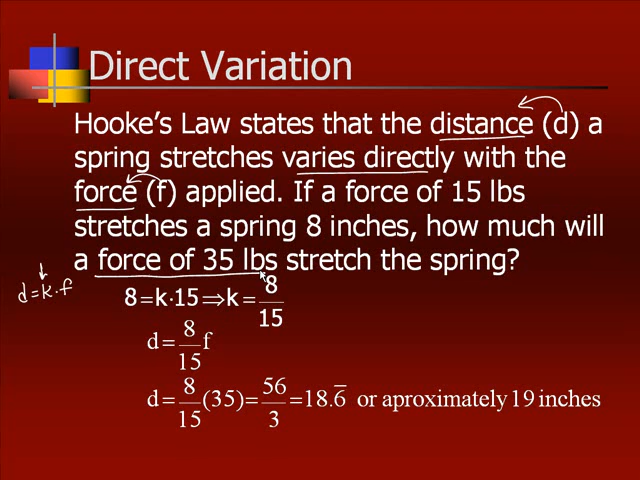 Direct Variation
Hooke's Law states that the distance (d) a
spring stretches varies directly with the
force (f) applied. If a force of 15 lbs
stretches a spring 8 inches, how much will
a force of 35 lbs stretch the spring?
d=k·f
8=k·15⇒k=8/15
d=8/15f
d=8/15(35)=56/3=18.6̅ or aproximately 19 inches